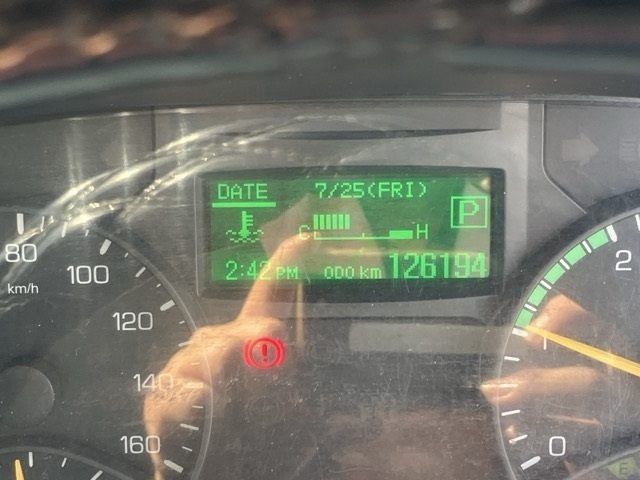 DATE 7/25(FRI)
P
C H
2:42 PM ODO km 126194
80
km/h
100
120
140
160
2
1
0
E